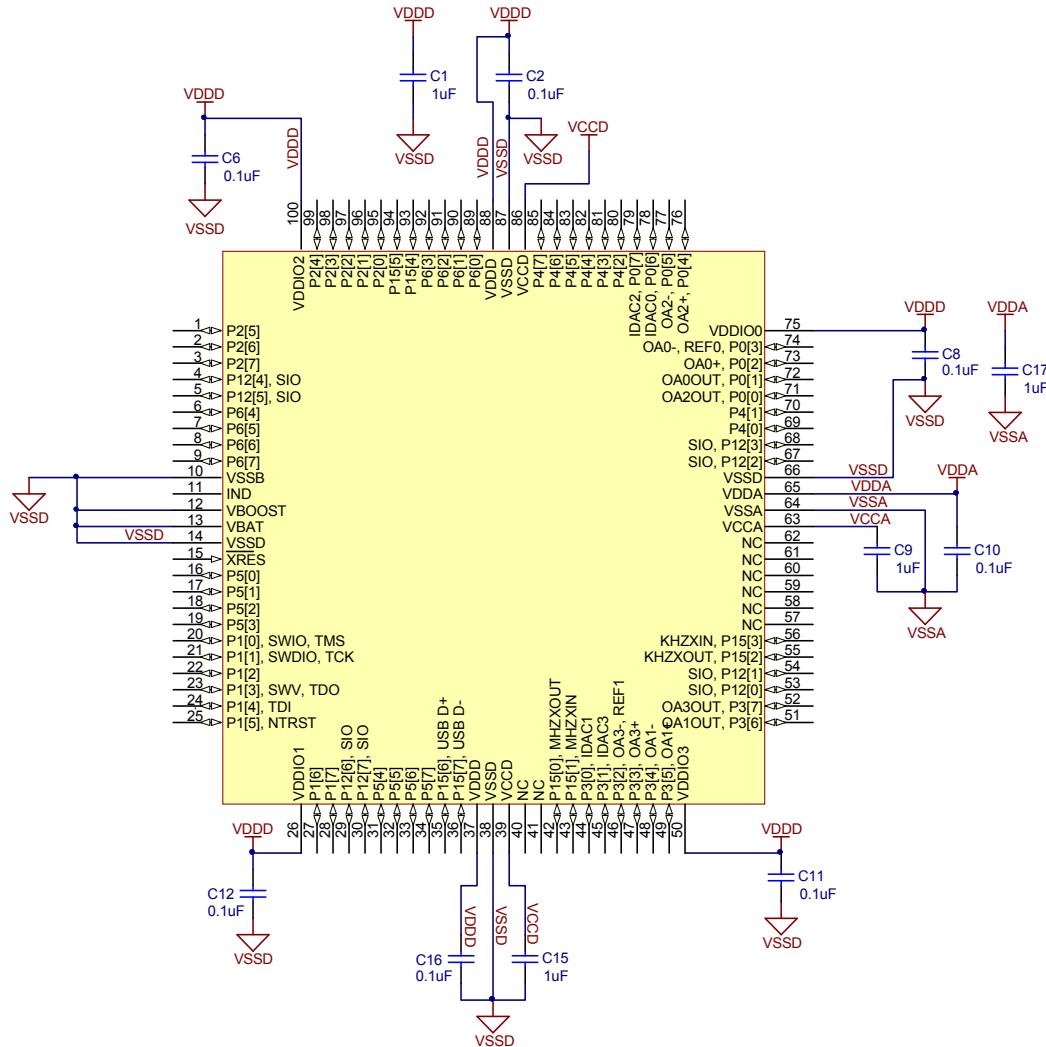 VDDD
VDDD
C1
1uF
C2
0.1uF
VDDD
VCCD
VSSD
VSSD
C6
0.1uF
VSSD
VDDD
VDDD
VSSD
100
99
98
97
96
95
94
93
92
91
90
89
88
87
86
85
84
83
82
81
80
79
78
77
76
VDDIO2
P2[4]
P2[3]
P2[2]
P2[1]
P2[0]
P15[5]
P15[4]
P6[3]
P6[2]
P6[1]
P6[0]
VDDD
VSSD
VCCD
P4[7]
P4[6]
P4[5]
P4[4]
P4[3]
P4[2]
IDAC2, P0[7]
IDAC0, P0[6]
OA2-, P0[5]
OA2+, P0[4]
1 P2[5]
2 P2[6]
3 P2[7]
4 P12[4], SIO
5 P12[5], SIO
6 P6[4]
7 P6[5]
8 P6[6]
9 P6[7]
10 VSSB
11 IND
12 VBOOST
13 VBAT
VSSD 14 VSSD
15 XRES
16 P5[0]
17 P5[1]
18 P5[2]
19 P5[3]
20 P1[0], SWIO, TMS
21 P1[1], SWDIO, TCK
22 P1[2]
23 P1[3], SWV, TDO
24 P1[4], TDI
25 P1[5], NTRST
VSSD
VDDIO0 75
OA0-, REF0, P0[3] 74
OA0+, P0[2] 73
OA0OUT, P0[1] 72
OA2OUT, P0[0] 71
P4[1] 70
P4[0] 69
SIO, P12[3] 68
SIO, P12[2] 67
VSSD 66 VSSD
VDDA 65 VDDA
VSSA 64 VSSA
VCCA 63 VCCA
NC 62
NC 61
NC 60
NC 59
NC 58
NC 57
KHZXIN, P15[3] 56
KHZXOUT, P15[2] 55
SIO, P12[1] 54
SIO, P12[0] 53
OA3OUT, P3[7] 52
OA1OUT, P3[6] 51
VDDD
C8
0.1uF
VSSD
VDDA
C17
1uF
VSSA
VDDA
C9
1uF
C10
0.1uF
VSSA
VDDIO1
P1[6]
P1[7]
P12[6], SIO
P12[7], SIO
P5[4]
P5[5]
P5[6]
P5[7]
P15[6], USB D+
P15[7], USB D-
VDDD
VSSD
VCCD
NC
NC
P15[0], MHZXOUT
P15[1], MHZXIN
P3[0], IDAC1
P3[1], IDAC3
P3[2], OA3-, REF1
P3[3], OA3+
P3[4], OA1-
P3[5], OA1+
VDDIO3
26
27
28
29
30
31
32
33
34
35
36
37
38
39
40
41
42
43
44
45
46
47
48
49
50
VDDD
C12
0.1uF
VSSD
VDDD
VSSD
VCCD
C16
0.1uF
C15
1uF
VSSD
VDDD
C11
0.1uF
VSSD